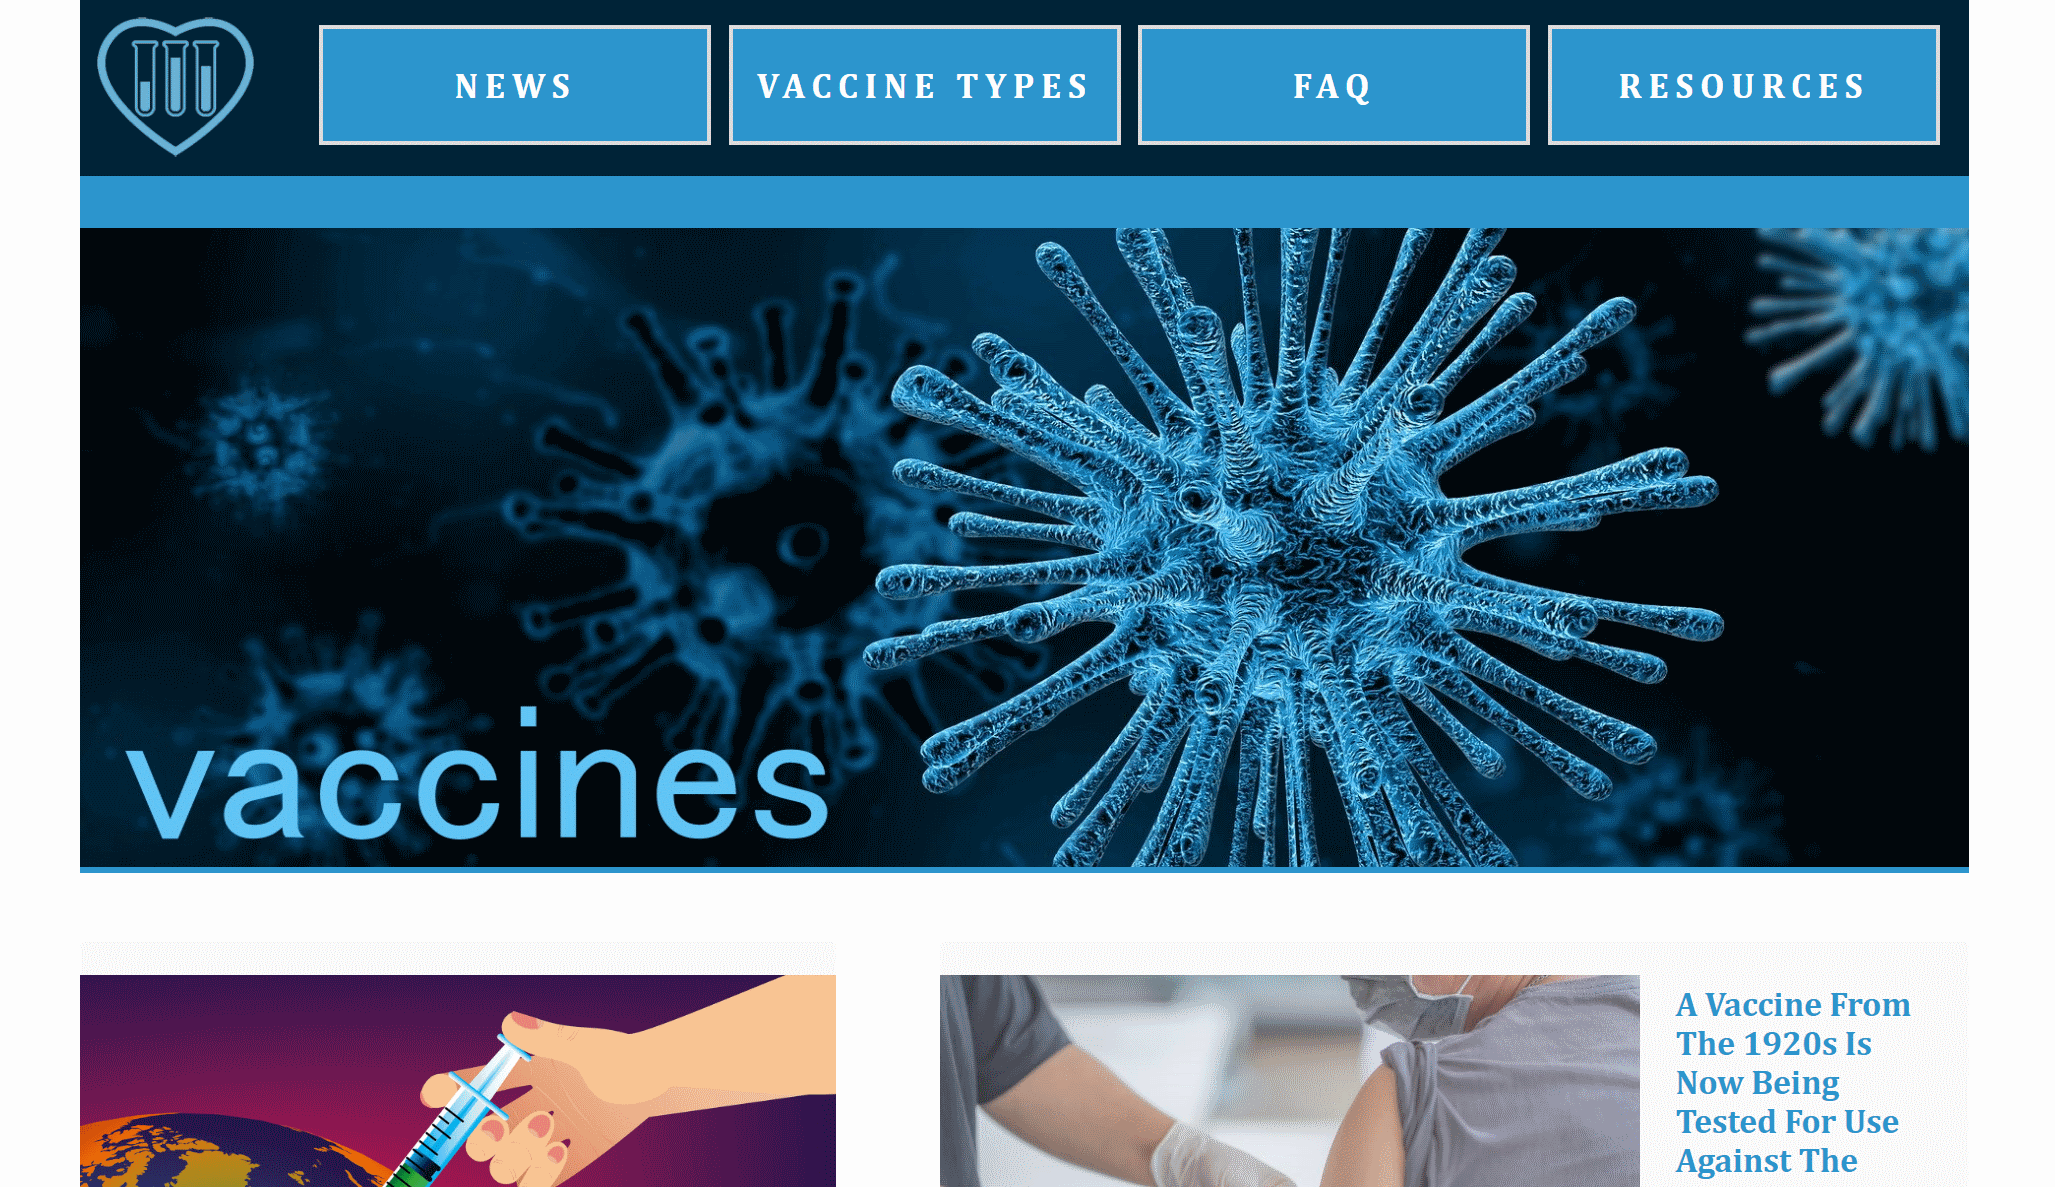 NEWS
VACCINE TYPES
FAQ
RESOURCES
vaccines
A Vaccine From
The 1920s Is
Now Being
Tested For Use
Against The